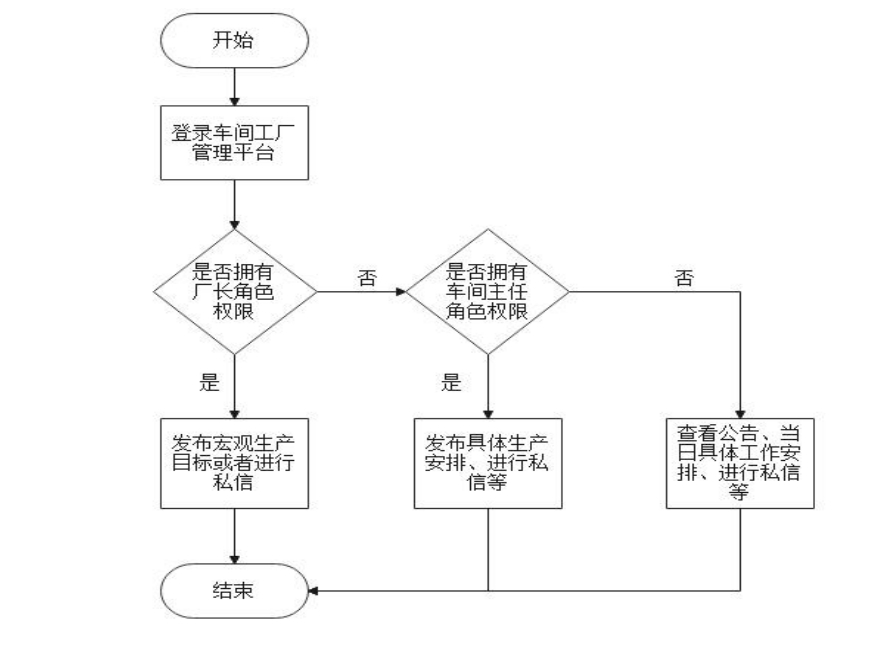 开始
登录车间工厂
管理平台
是否拥有
厂长角色
权限
否
是否拥有
车间主任
角色权限
否
是
是
发布宏观生产
目标或者进行
私信
发布具体生产
安排、进行私
信等
查看公告、当
日具体工作安
排、进行私信
等
结束